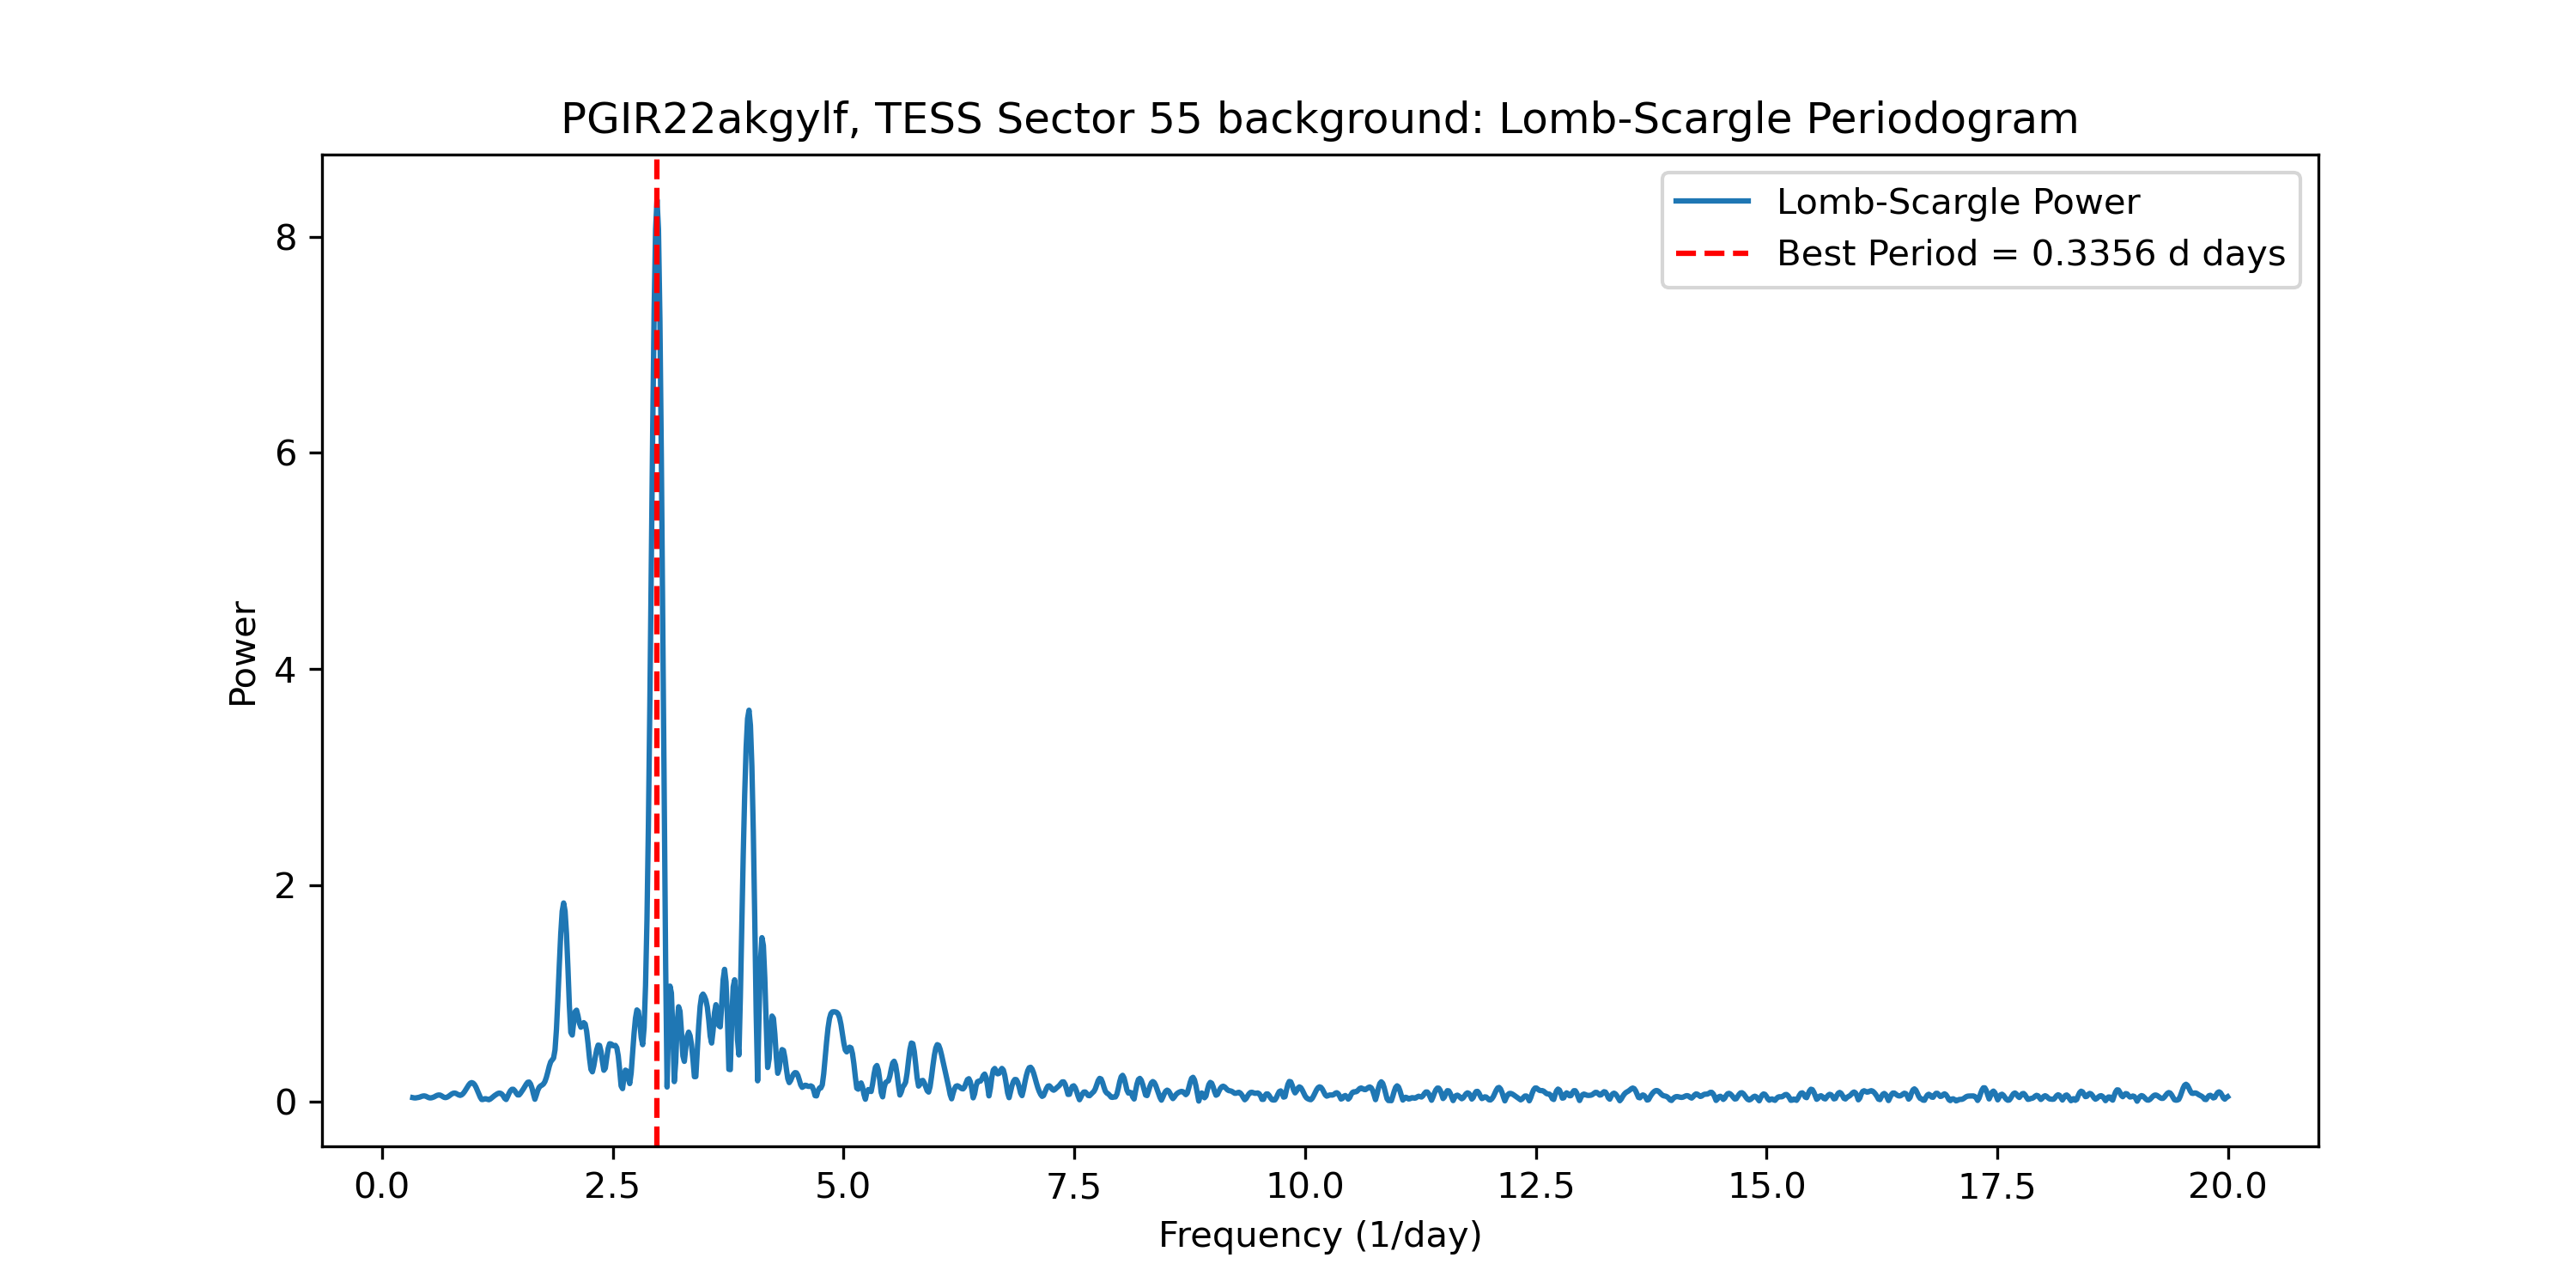 PGIR22akgylf, TESS Sector 55 background: Lomb-Scargle Periodogram
Lomb-Scargle Power
Best Period = 0.3356 d days
Power
8
6
4
2
0
0.0 2.5 5.0 7.5 10.0 12.5 15.0 17.5 20.0
Frequency (1/day)